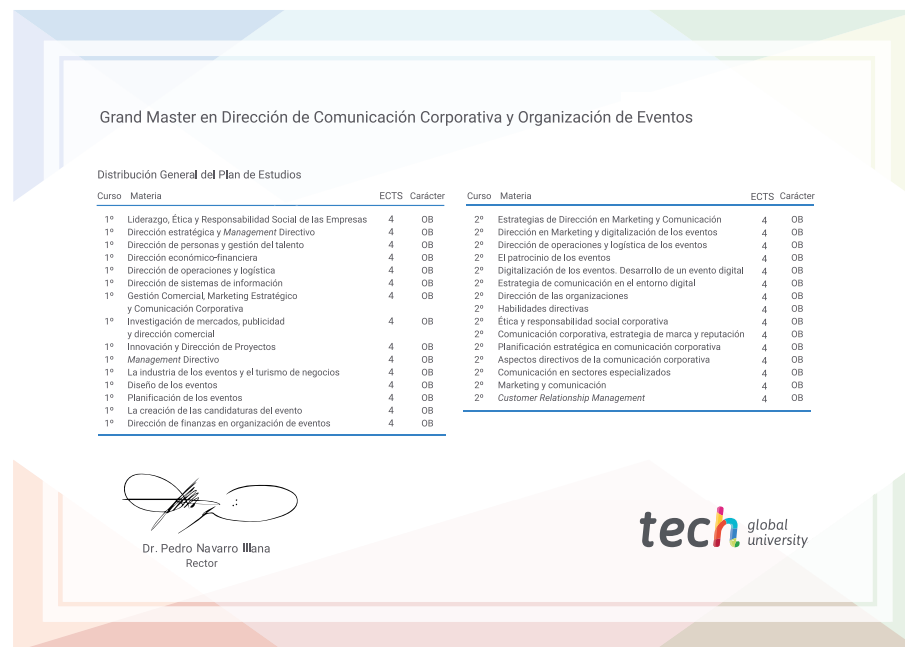 Grand Master en Dirección de Comunicación Corporativa y Organización de Eventos
Distribución General del Plan de Estudios
Curso Materia ECTS Carácter
1º Liderazgo, Ética y Responsabilidad Social de las Empresas 4 OB
1º Dirección estratégica y Management Directivo 4 OB
1º Dirección de personas y gestión del talento 4 OB
1º Dirección económico-financiera 4 OB
1º Dirección de operaciones y logística 4 OB
1º Dirección de sistemas de información 4 OB
1º Gestión Comercial, Marketing Estratégico 4 OB
y Comunicación Corporativa
1º Investigación de mercados, publicidad 4 OB
y dirección comercial
1º Innovación y Dirección de Proyectos 4 OB
1º Management Directivo 4 OB
1º La industria de los eventos y el turismo de negocios 4 OB
1º Diseño de los eventos 4 OB
1º Planificación de los eventos 4 OB
1º La creación de las candidaturas del evento 4 OB
1º Dirección de finanzas en organización de eventos 4 OB
Curso Materia ECTS Carácter
2º Estrategias de Dirección en Marketing y Comunicación 4 OB
2º Dirección en Marketing y digitalización de los eventos 4 OB
2º Dirección de operaciones y logística de los eventos 4 OB
2º El patrocinio de los eventos 4 OB
2º Digitalización de los eventos. Desarrollo de un evento digital 4 OB
2º Estrategia de comunicación en el entorno digital 4 OB
2º Dirección de las organizaciones 4 OB
2º Habilidades directivas 4 OB
2º Ética y responsabilidad social corporativa 4 OB
2º Comunicación corporativa, estrategia de marca y reputación 4 OB
2º Planificación estratégica en comunicación corporativa 4 OB
2º Aspectos directivos de la comunicación corporativa 4 OB
2º Comunicación en sectores especializados 4 OB
2º Marketing y comunicación 4 OB
2º Customer Relationship Management 4 OB
Dr. Pedro Navarro Illana
Rector
tech global
university